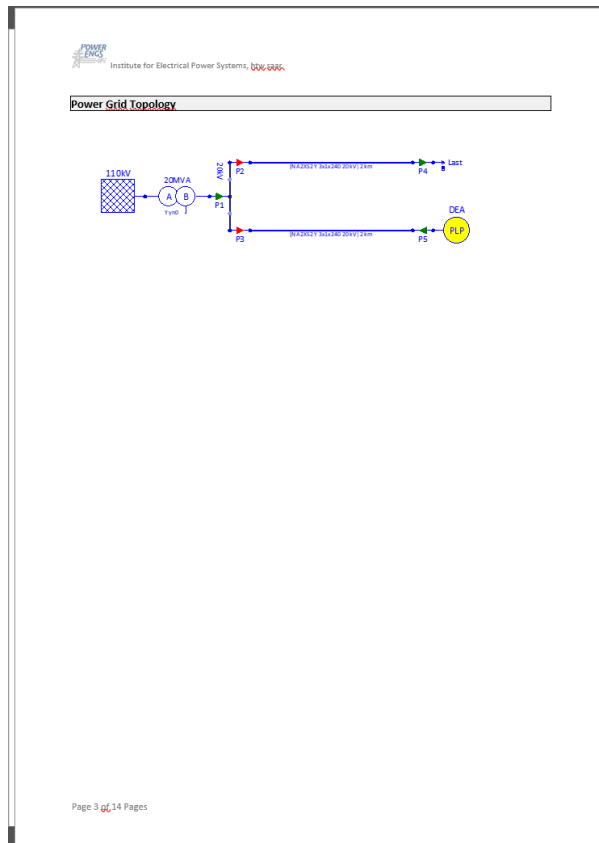 POWER
ENGS
Institute for Electrical Power Systems, htw saar.
Power Grid Topology
110kV
20MVA
A B
Yyn0
20kV
P1
P2
(NA2XS2Y 3x1x240 20kV) 2km
P4
Last
P3
(NA2XS2Y 3x1x240 20kV) 2km
P5
DEA
PLP
Page 3 of 14 Pages